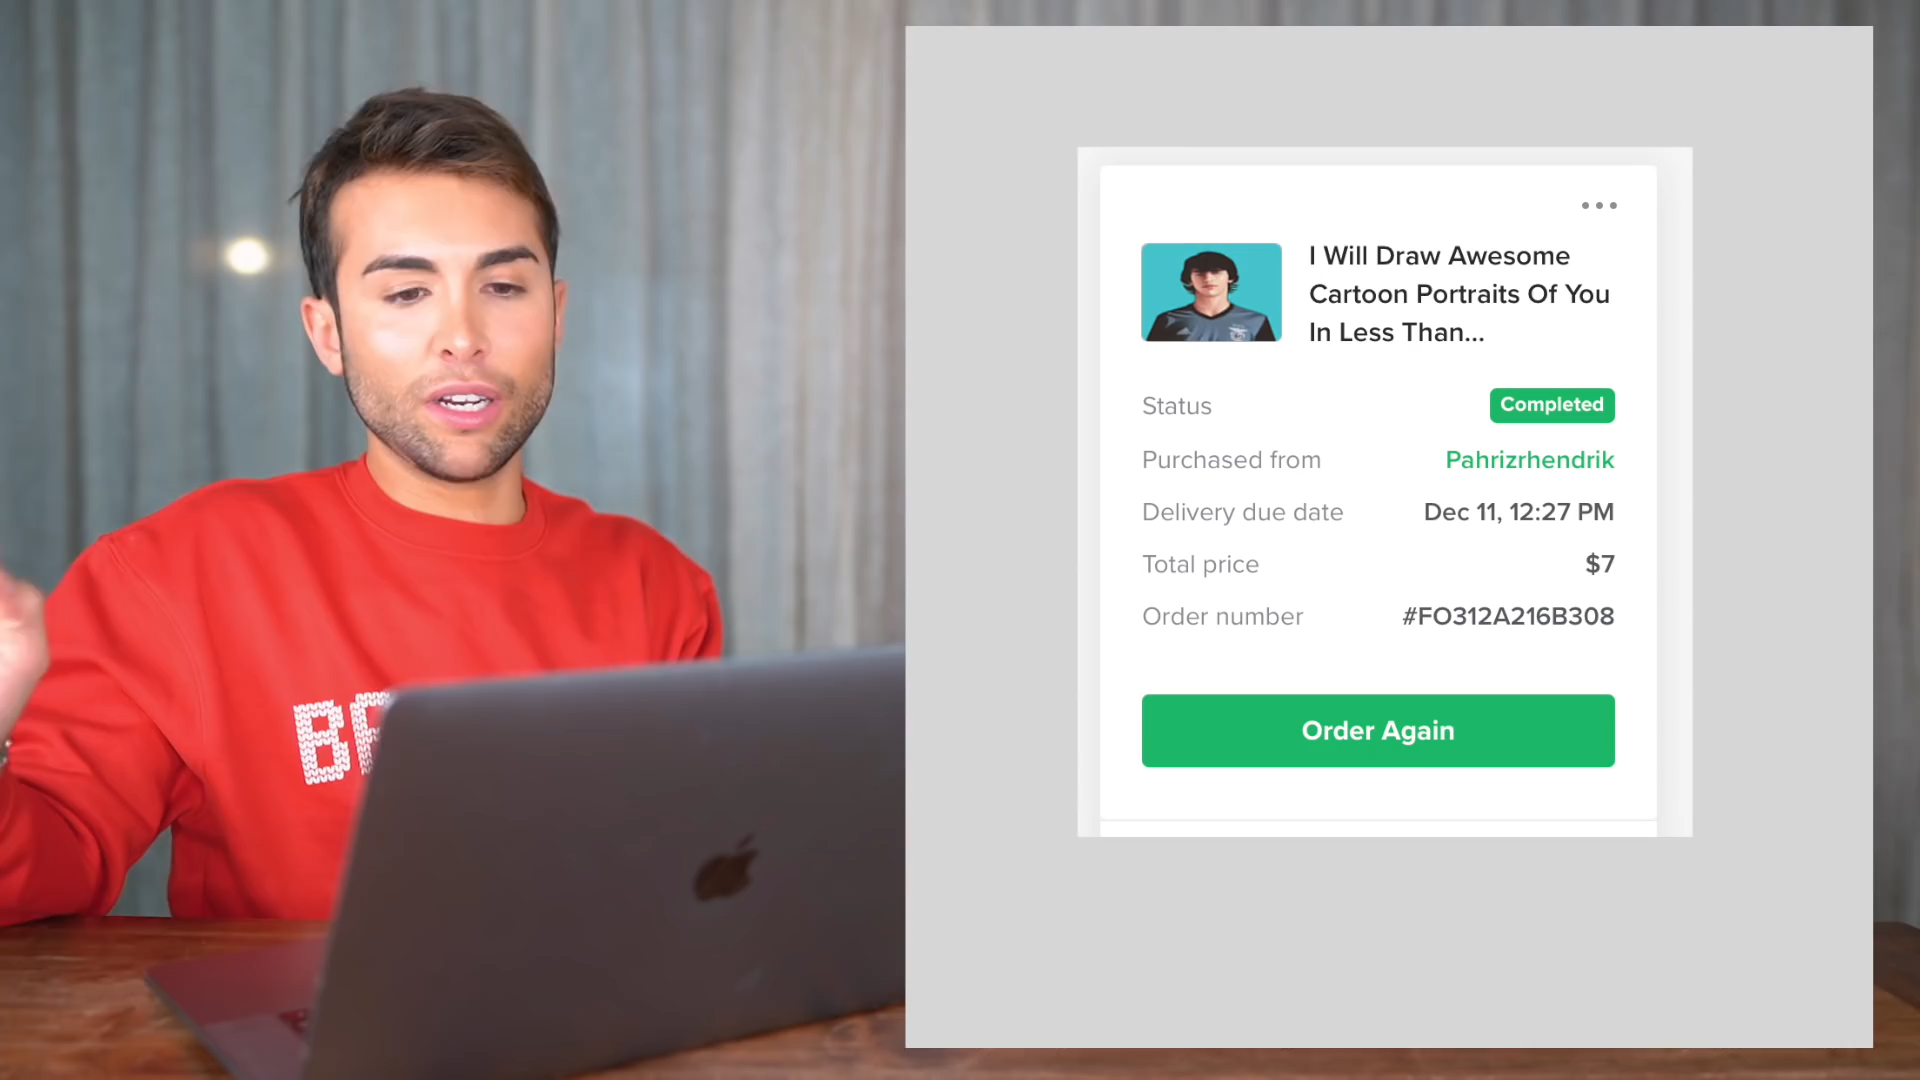 I Will Draw Awesome
Cartoon Portraits Of You
In Less Than...
Status Completed
Purchased from Pahrizrhendrik
Delivery due date Dec 11, 12:27 PM
Total price $7
Order number #FO312A216B308
Order Again